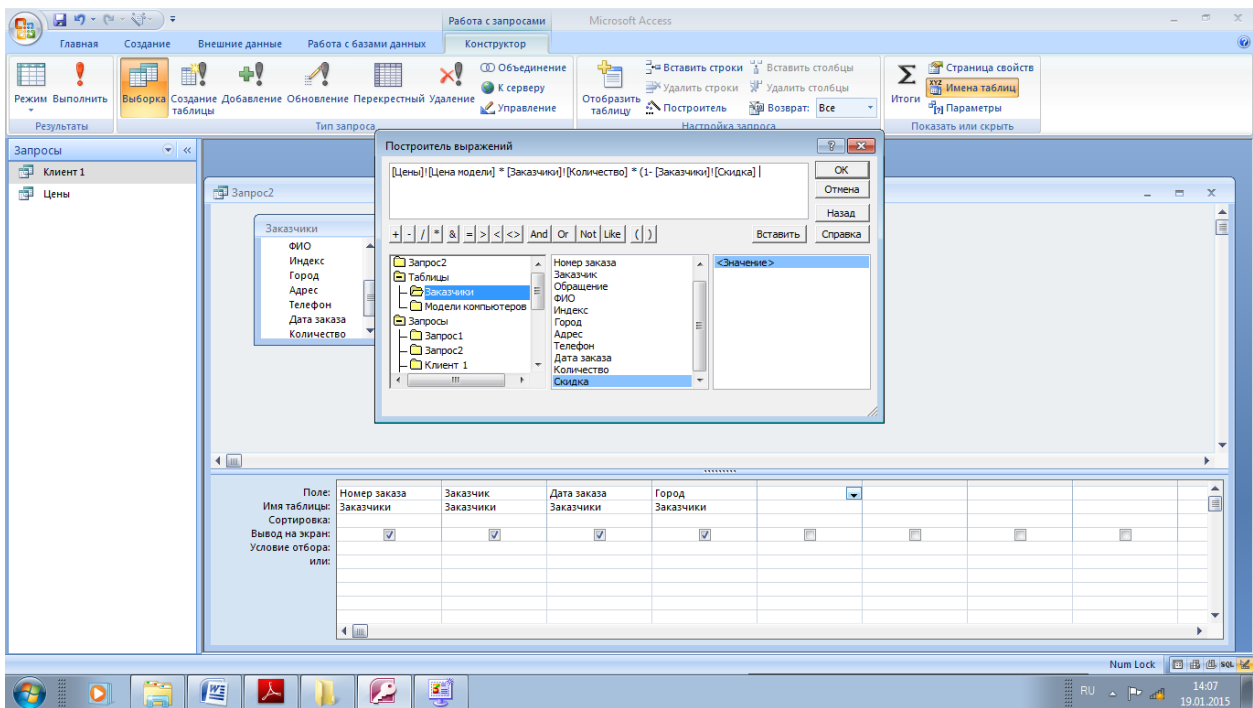 Работа с запросами
Microsoft Access
Главная
Создание
Внешние данные
Работа с базами данных
Конструктор
Режим
Выполнить
Выборка
Создание таблицы
Добавление
Обновление
Перекрестный
Удаление
Объединение
К серверу
Управление
Отобразить таблицу
Вставить строки
Удалить строки
Построитель
Вставить столбцы
Удалить столбцы
Возврат: Все
Итоги
Страница свойств
Имена таблиц
Параметры
Результаты
Тип запроса
Настройка запроса
Показать или скрыть
Запросы
Клиент 1
Цены
Запрос2
Заказчики
ФИО
Индекс
Город
Адрес
Телефон
Дата заказа
Количество
Построитель выражений
[Цены]![Цена модели] * [Заказчики]![Количество] * (1- [Заказчики]![Скидка]
ОК
Отмена
Назад
+ - / * & = > < <> And Or Not Like ( )
Вставить
Справка
Запрос2
Таблицы
Заказчики
Модели компьютеров
Запросы
Запрос1
Запрос2
Клиент 1
Номер заказа
Заказчик
Обращение
ФИО
Индекс
Город
Адрес
Телефон
Дата заказа
Количество
Скидка
<Значение>
Поле: Номер заказа Заказчик Дата заказа Город
Имя таблицы: Заказчики Заказчики Заказчики Заказчики
Сортировка:
Вывод на экран:
Условие отбора:
или:
Num Lock
SQL
RU
14:07
19.01.2015